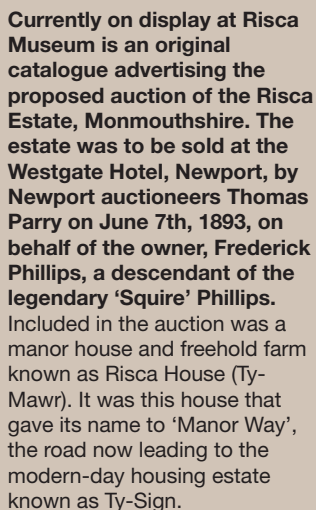 Currently on display at Risca
Museum is an original
catalogue advertising the
proposed auction of the Risca
Estate, Monmouthshire. The
estate was to be sold at the
Westgate Hotel, Newport, by
Newport auctioneers Thomas
Parry on June 7th, 1893, on
behalf of the owner, Frederick
Phillips, a descendant of the
legendary ‘Squire’ Phillips.
Included in the auction was a
manor house and freehold farm
known as Risca House (Ty-
Mawr). It was this house that
gave its name to ‘Manor Way’,
the road now leading to the
modern-day housing estate
known as Ty-Sign.